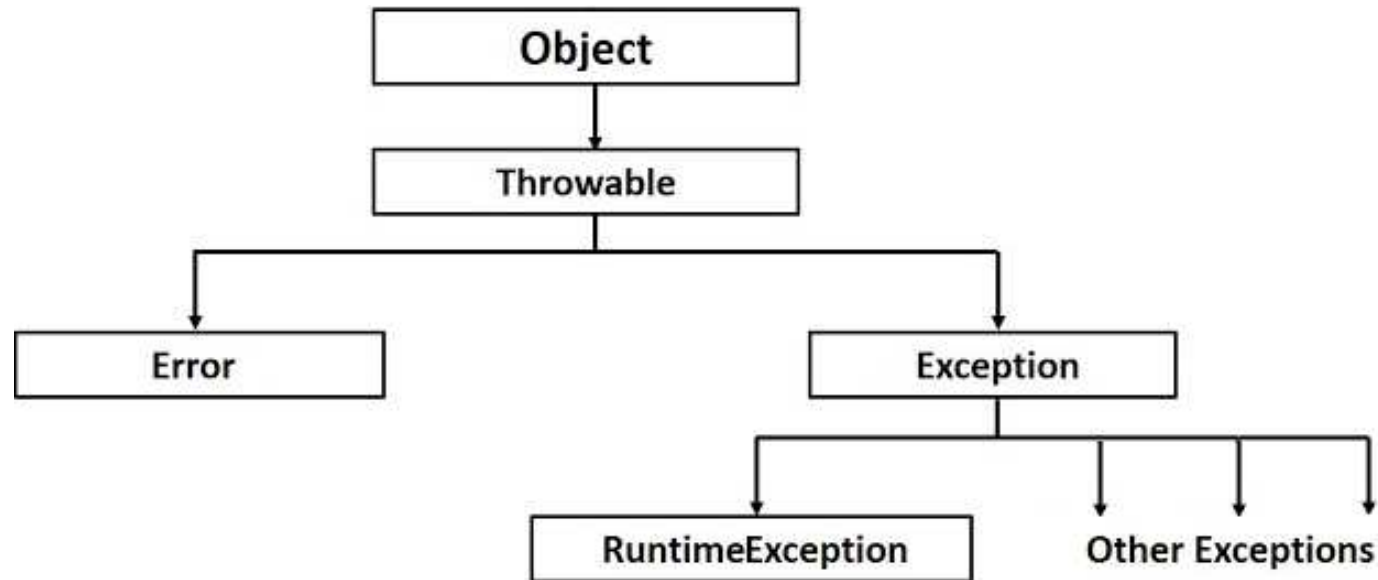 Object
Throwable
Error
Exception
RuntimeException
Other Exceptions